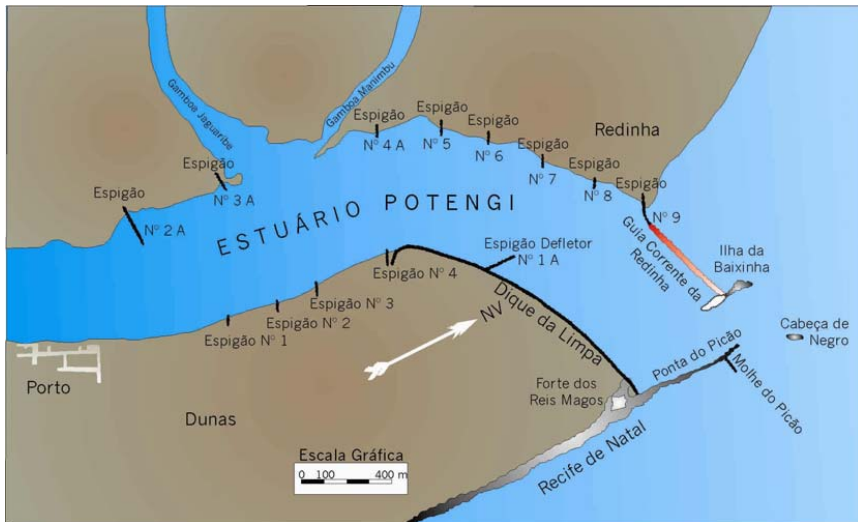 Gamboa Jaguaribe
Gamboa Manimbu
Espigão
Nº 2 A
Espigão
Nº 3 A
Espigão
Nº 4 A
Espigão
Nº 5
Espigão
Nº 6
Espigão
Nº 7
Espigão
Nº 8
Espigão
Nº 9
Redinha
ESTUÁRIO POTENGI
Guia Corrente da
Redinha
Ilha da
Baixinha
Cabeça de
Negro
Espigão Defletor
Nº 1 A
Espigão Nº 4
Espigão Nº 3
Espigão Nº 2
Espigão Nº 1
Dique da Limpa
NV
Ponta do Picão
Molhe do Picão
Forte dos
Reis Magos
Recife de Natal
Porto
Dunas
Escala Gráfica
0 100 400 m